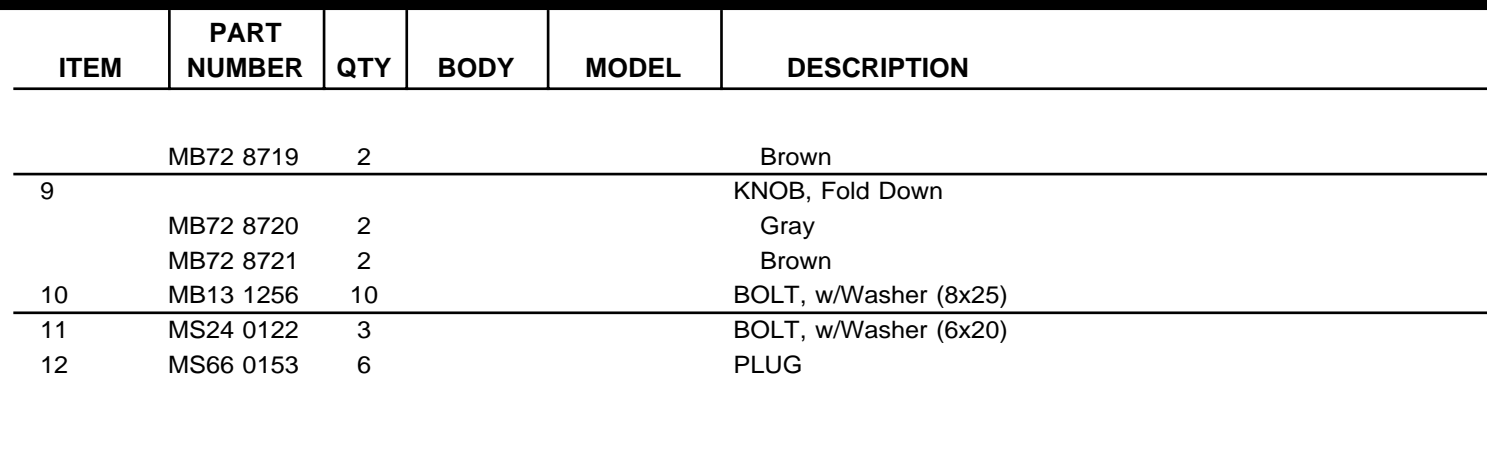 PART
ITEM NUMBER QTY BODY MODEL DESCRIPTION
MB72 8719 2 Brown
9 KNOB, Fold Down
MB72 8720 2 Gray
MB72 8721 2 Brown
10 MB13 1256 10 BOLT, w/Washer (8x25)
11 MS24 0122 3 BOLT, w/Washer (6x20)
12 MS66 0153 6 PLUG